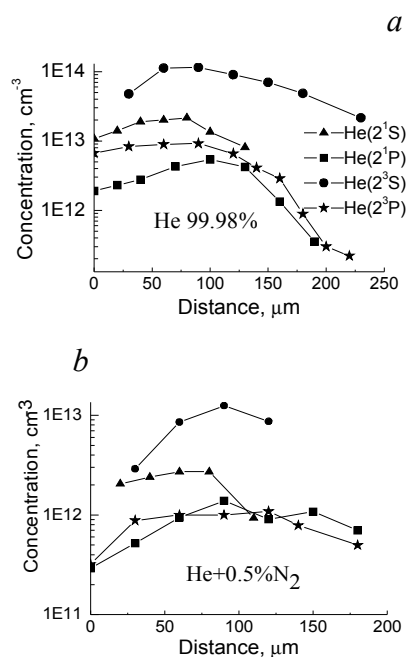 a
Concentration, cm-3
1E14
1E13
1E12
He(2¹S)
He(2¹P)
He(2³S)
He(2³P)
He 99.98%
0 50 100 150 200 250
Distance, μm
b
Concentration, cm-3
1E13
1E12
1E11
He+0.5%N₂
0 50 100 150 200
Distance, μm